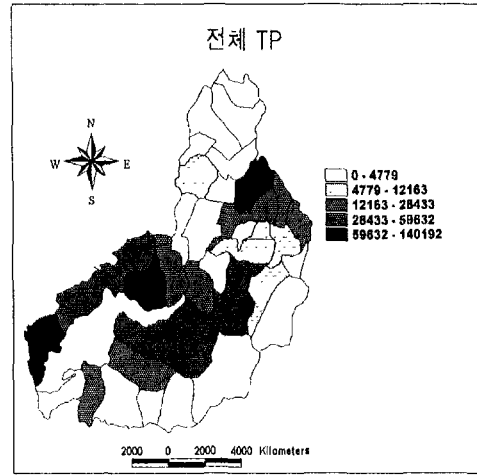 전체 TP
N
W E
S
0 - 4779
4779 - 12163
12163 - 28433
28433 - 59632
59632 - 140192
2000 0 2000 4000 Kilometers